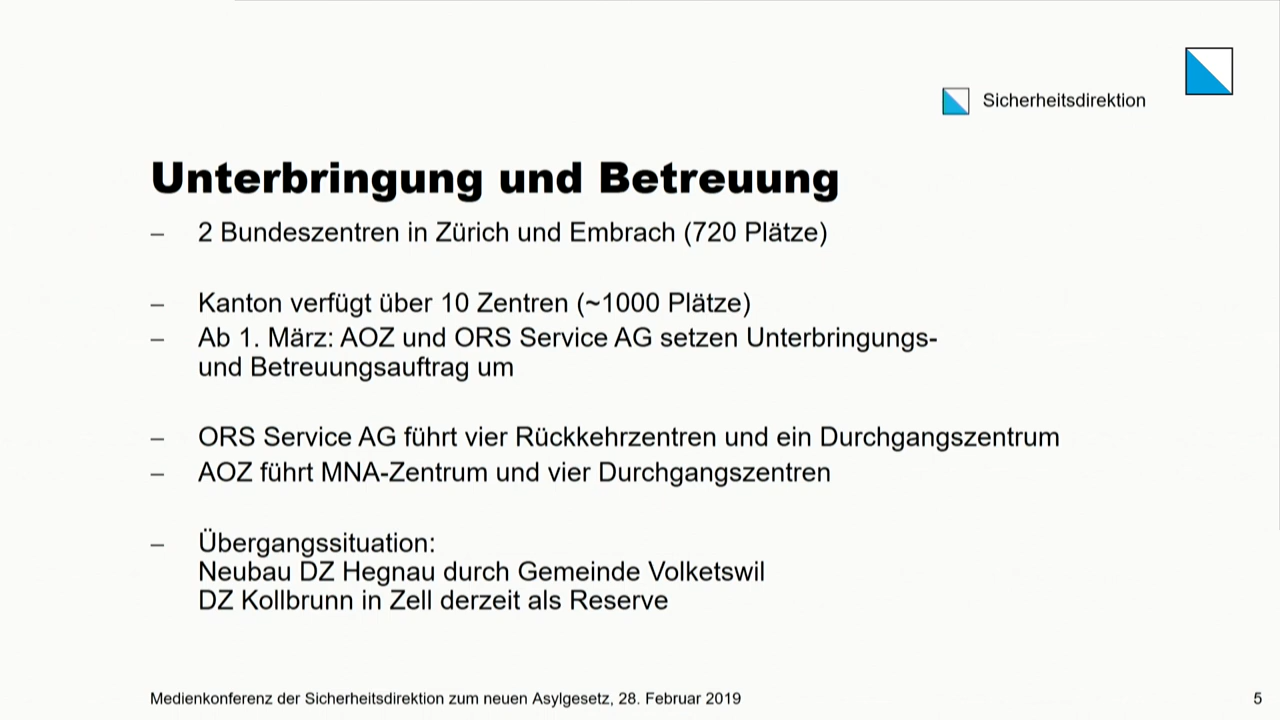 Sicherheitsdirektion
Unterbringung und Betreuung
– 2 Bundeszentren in Zürich und Embrach (720 Plätze)
– Kanton verfügt über 10 Zentren (~1000 Plätze)
– Ab 1. März: AOZ und ORS Service AG setzen Unterbringungs-
und Betreuungsauftrag um
– ORS Service AG führt vier Rückkehrzentren und ein Durchgangszentrum
– AOZ führt MNA-Zentrum und vier Durchgangszentren
– Übergangssituation:
Neubau DZ Hegnau durch Gemeinde Volketswil
DZ Kollbrunn in Zell derzeit als Reserve
Medienkonferenz der Sicherheitsdirektion zum neuen Asylgesetz, 28. Februar 2019
5